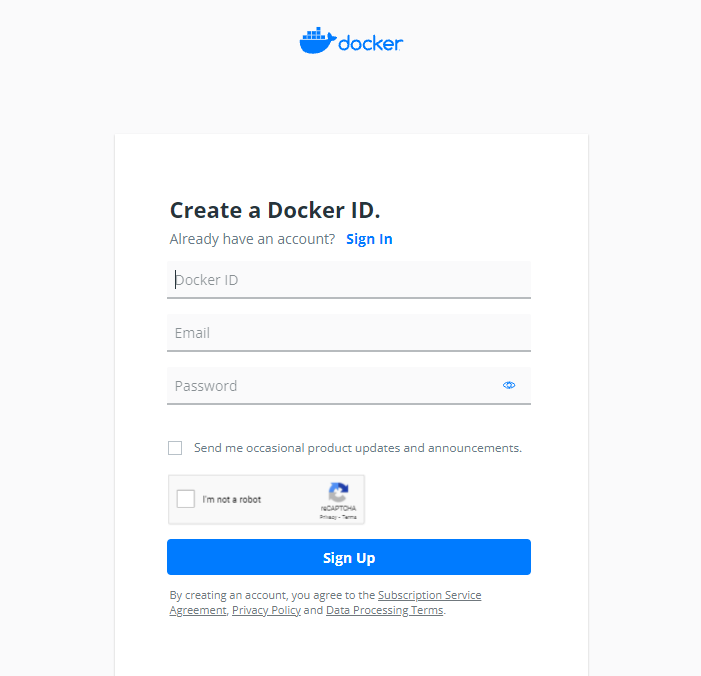 docker
Create a Docker ID.
Already have an account? Sign In
Docker ID
Email
Password
Send me occasional product updates and announcements.
I'm not a robot
reCAPTCHA
Privacy - Terms
Sign Up
By creating an account, you agree to the Subscription Service
Agreement, Privacy Policy and Data Processing Terms.